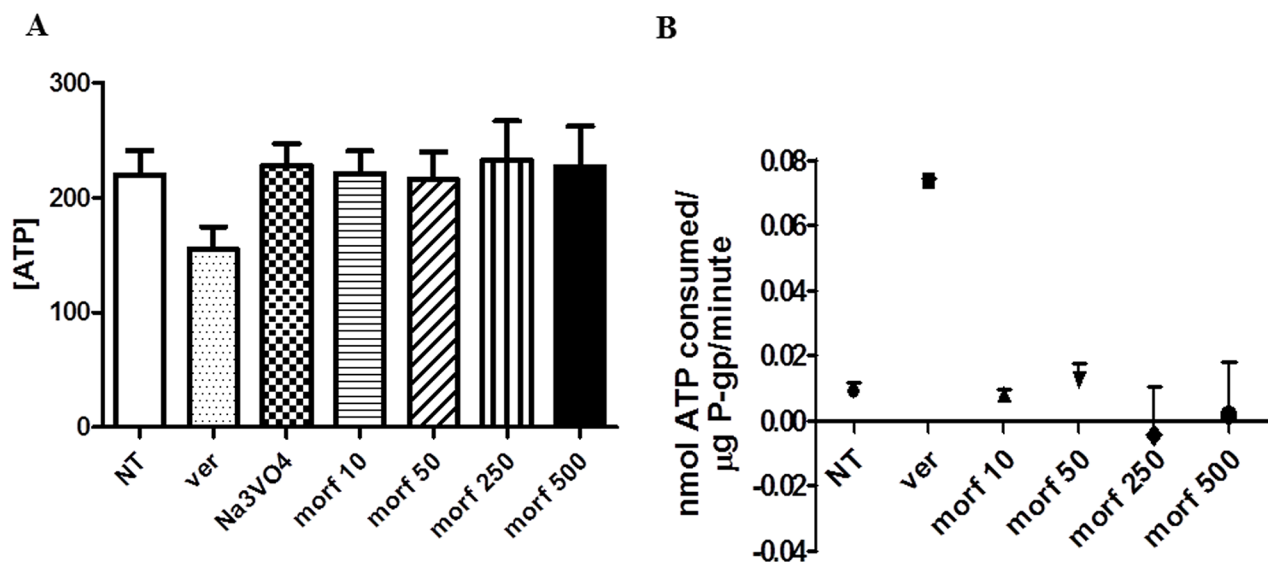 A
[ATP]
300
200
100
0
NT
ver
Na3VO4
morf 10
morf 50
morf 250
morf 500
B
nmol ATP consumed/
µg P-gp/minute
0.08
0.06
0.04
0.02
0.00
-0.02
-0.04
NT
ver
morf 10
morf 50
morf 250
morf 500